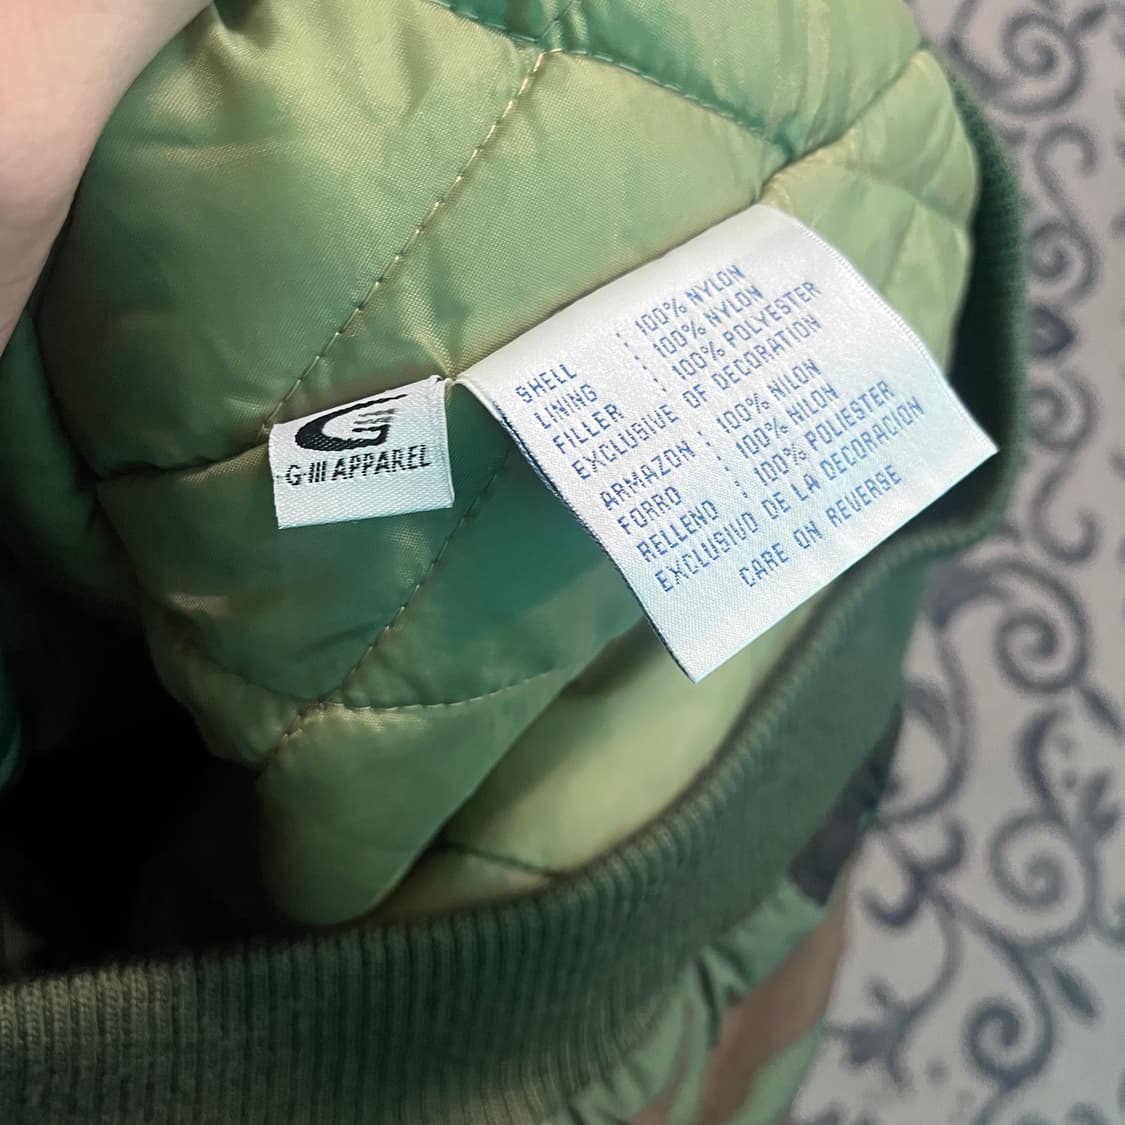 G-III APPAREL
SHELL : 100% NYLON
LINING : 100% NYLON
FILLER : 100% POLYESTER
EXCLUSIVE OF DECORATION
ARMAZON : 100% NILON
FORRO : 100% NILON
RELLENO : 100% POLIESTER
EXCLUSIVO DE LA DECORACION
CARE ON REVERSE